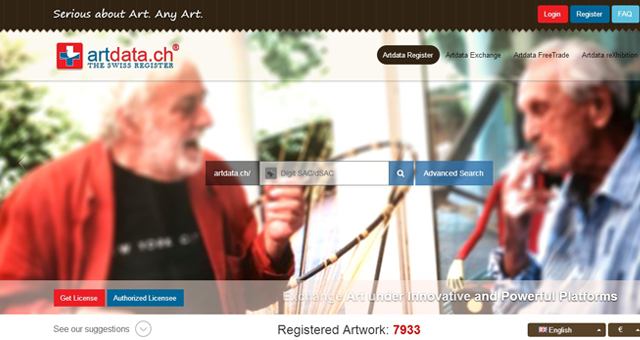 Serious about Art. Any Art.
Login Register FAQ
artdata.ch®
THE SWISS REGISTER
Artdata Register Artdata Exchange Artdata FreeTrade Artdata reXhibition
artdata.ch/ Digit SAC/dSAC Advanced Search
Get License Authorized Licensee
Exchange Art under Innovative and Powerful Platforms
See our suggestions
Registered Artwork: 7933
English €